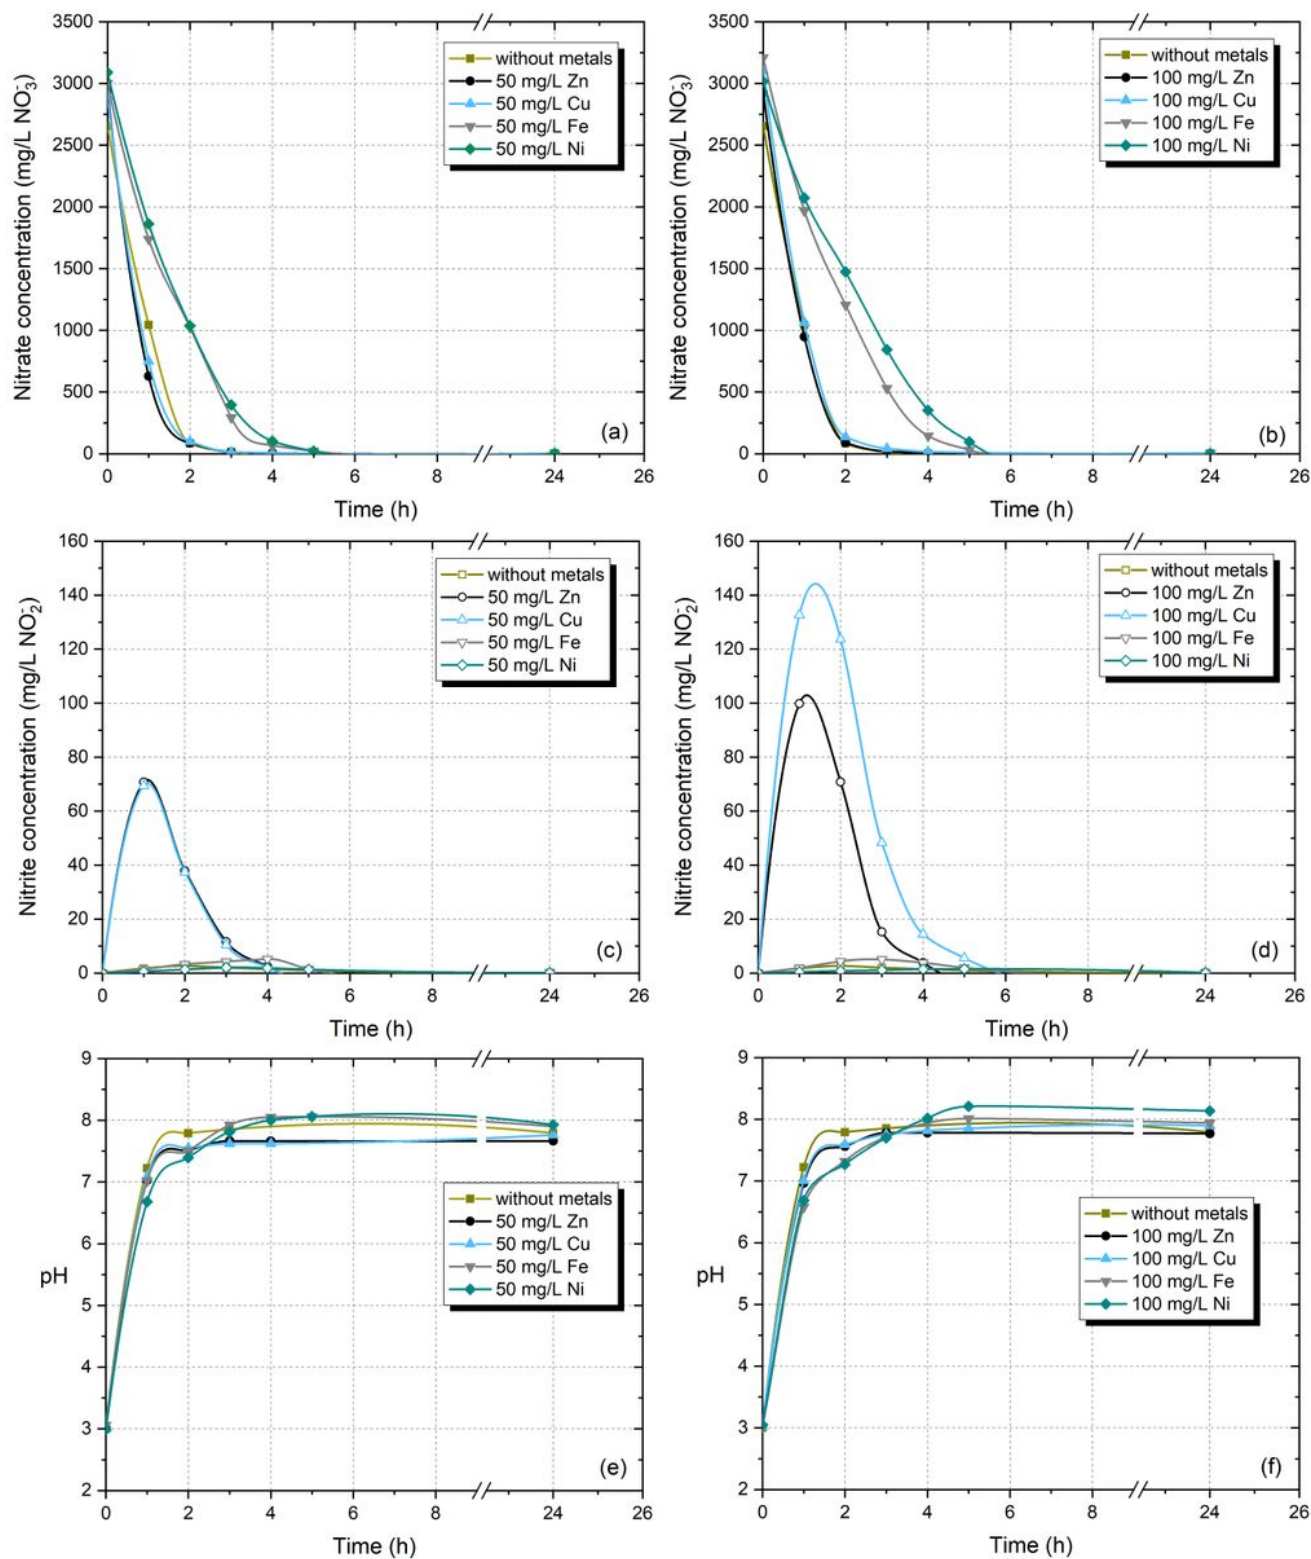 3500
3000
2500
2000
1500
1000
500
0
Nitrate concentration (mg/L NO₃⁻)
without metals
50 mg/L Zn
50 mg/L Cu
50 mg/L Fe
50 mg/L Ni
(a)
0 2 4 6 8 24 26
Time (h)
3500
3000
2500
2000
1500
1000
500
0
Nitrate concentration (mg/L NO₃⁻)
without metals
100 mg/L Zn
100 mg/L Cu
100 mg/L Fe
100 mg/L Ni
(b)
0 2 4 6 8 24 26
Time (h)
160
140
120
100
80
60
40
20
0
Nitrite concentration (mg/L NO₂⁻)
without metals
50 mg/L Zn
50 mg/L Cu
50 mg/L Fe
50 mg/L Ni
(c)
0 2 4 6 8 24 26
Time (h)
160
140
120
100
80
60
40
20
0
Nitrite concentration (mg/L NO₂⁻)
without metals
100 mg/L Zn
100 mg/L Cu
100 mg/L Fe
100 mg/L Ni
(d)
0 2 4 6 8 24 26
Time (h)
9
8
7
6
5
4
3
2
pH
without metals
50 mg/L Zn
50 mg/L Cu
50 mg/L Fe
50 mg/L Ni
(e)
0 2 4 6 8 24 26
Time (h)
9
8
7
6
5
4
3
2
pH
without metals
100 mg/L Zn
100 mg/L Cu
100 mg/L Fe
100 mg/L Ni
(f)
0 2 4 6 8 24 26
Time (h)